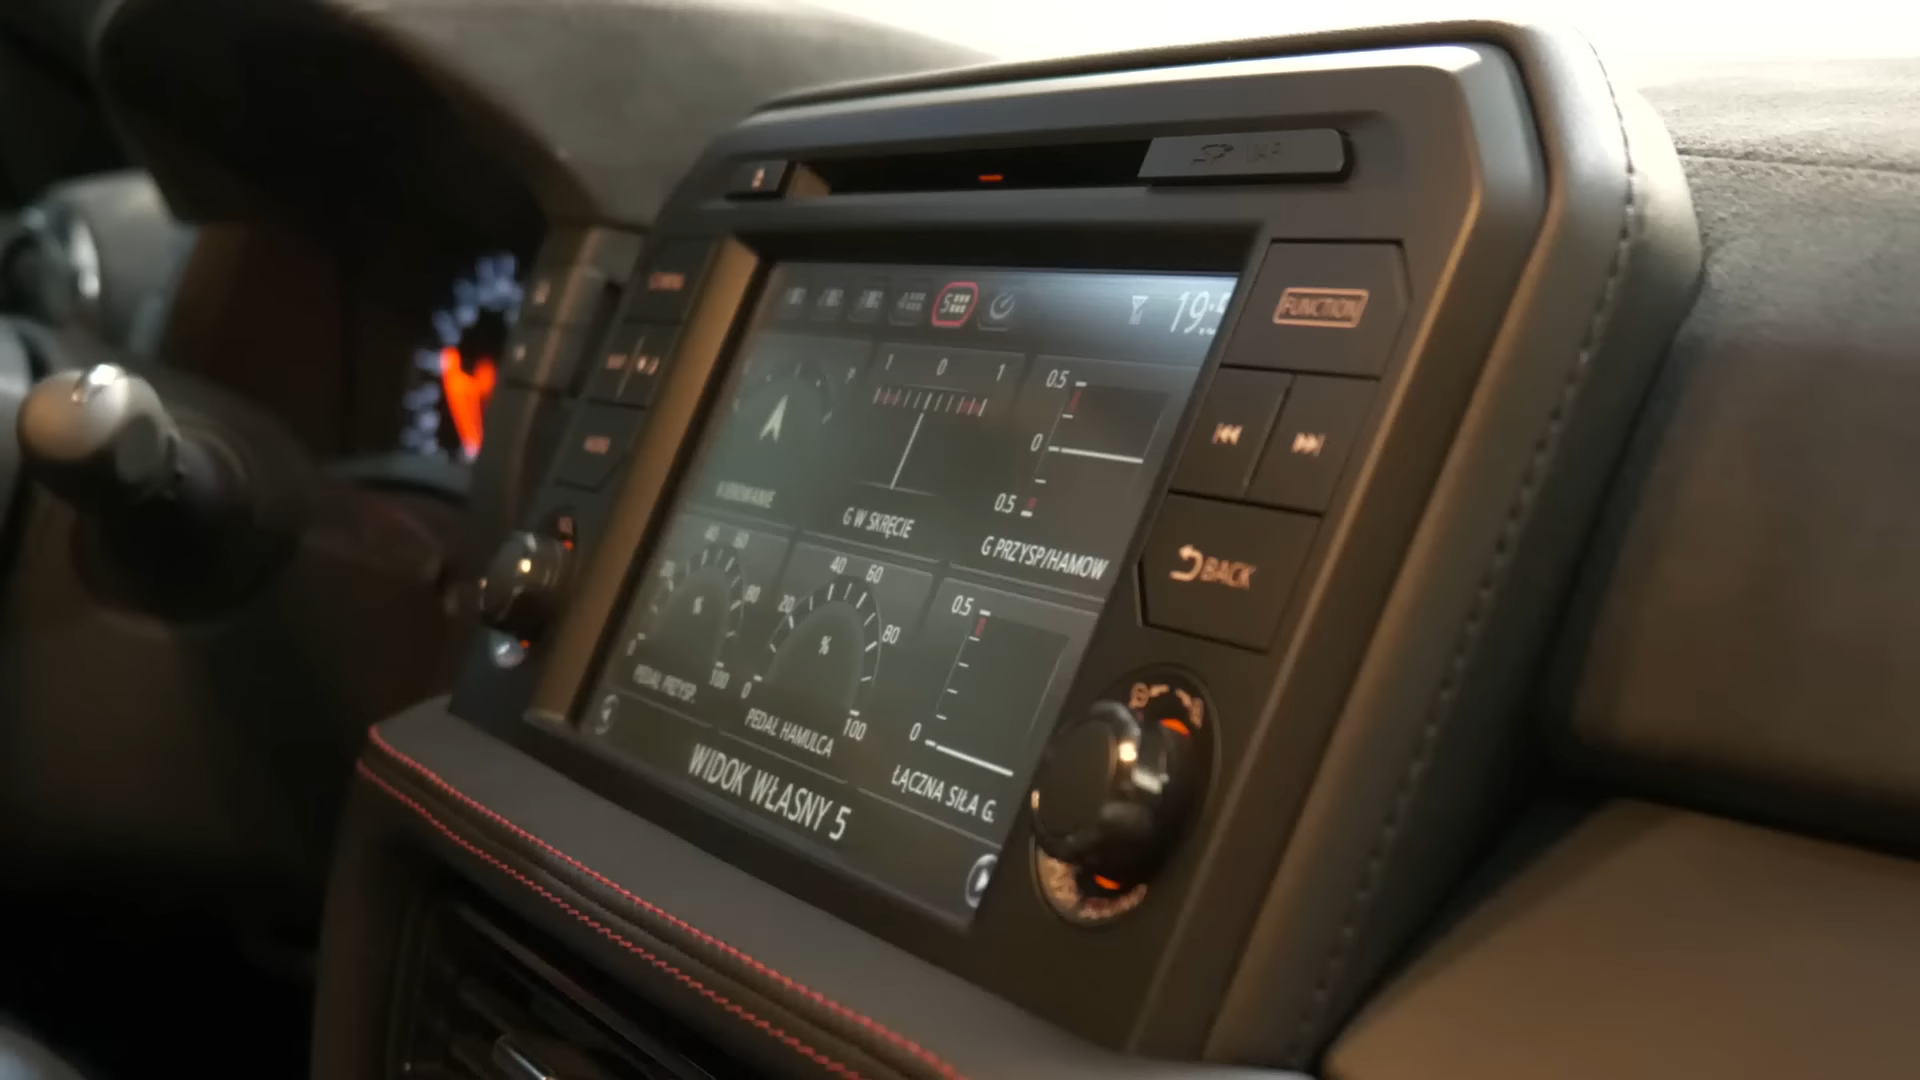 5
19:5
FUNCTION
1 0 1
0.5
0
0.5
KIEROWANIE
G W SKRĘCIE
G PRZYSP/HAMOW
BACK
40 60
80
%
0
100
PEDAŁ PRZYSP.
40 60
20
80
%
0
100
PEDAŁ HAMULCA
0.5
0
ŁĄCZNA SIŁA G.
WIDOK WŁASNY 5